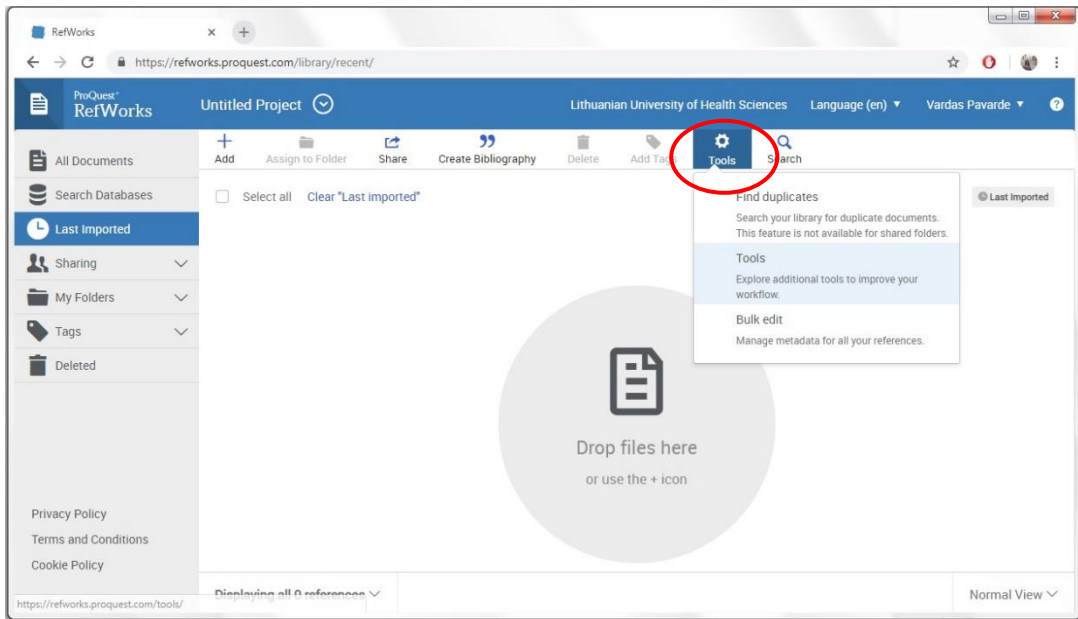 RefWorks
https://refworks.proquest.com/library/recent/
ProQuest®
RefWorks
Untitled Project
Lithuanian University of Health Sciences
Language (en)
Vardas Pavarde
All Documents
Search Databases
Last Imported
Sharing
My Folders
Tags
Deleted
Privacy Policy
Terms and Conditions
Cookie Policy
https://refworks.proquest.com/tools/
Add
Assign to Folder
Share
Create Bibliography
Delete
Add Tags
Tools
Search
Select all
Clear "Last imported"
Last Imported
Find duplicates
Search your library for duplicate documents.
This feature is not available for shared folders.
Tools
Explore additional tools to improve your
workflow.
Bulk edit
Manage metadata for all your references.
Drop files here
or use the + icon
Displaying all 0 references
Normal View